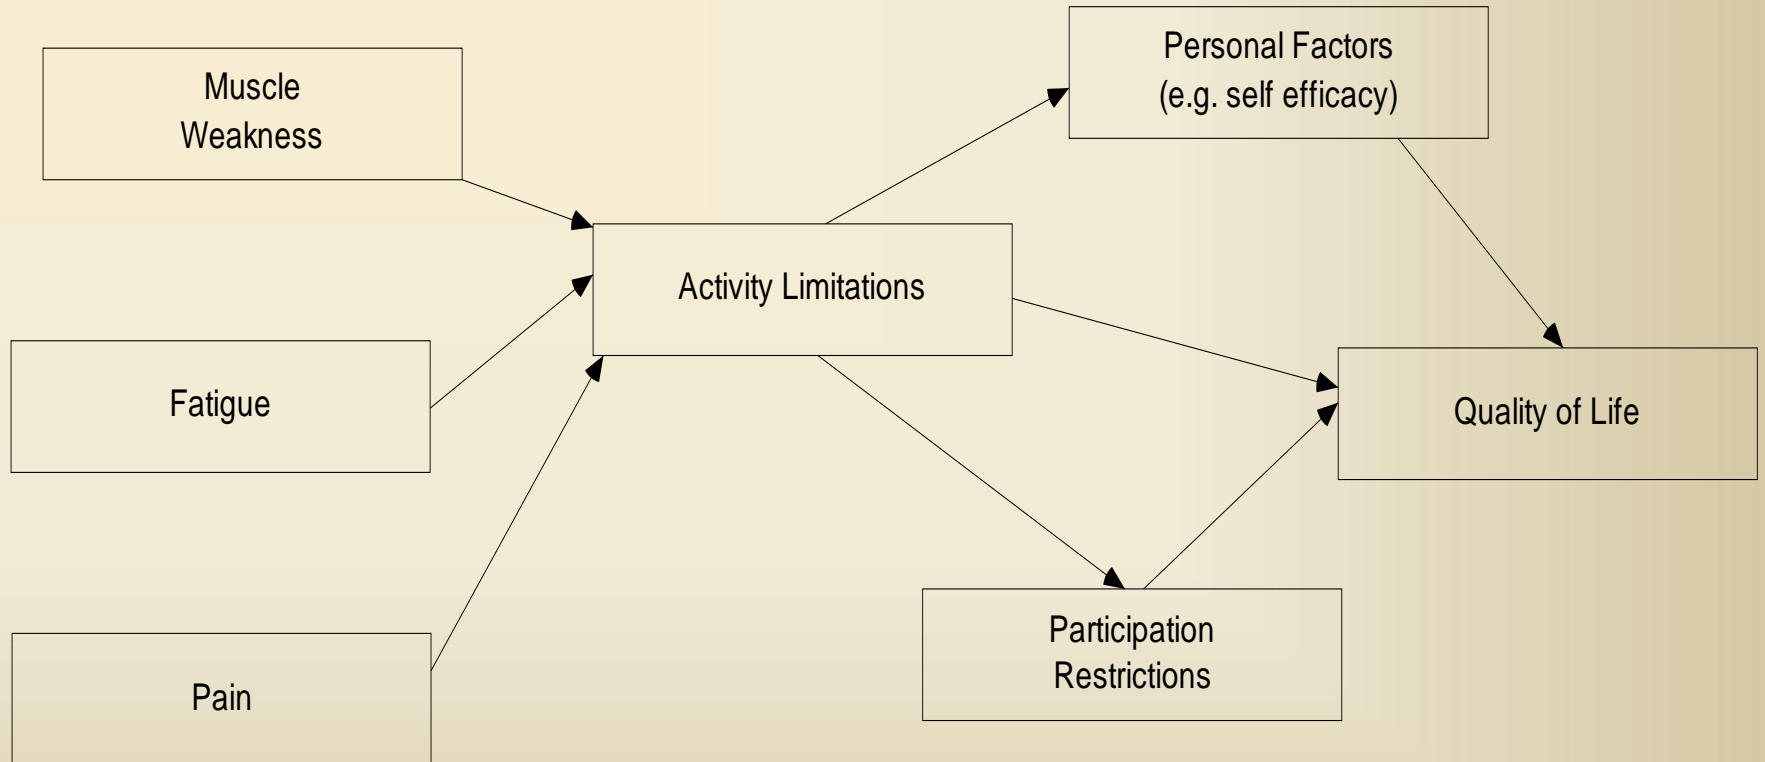 Muscle
Weakness
Personal Factors
(e.g. self efficacy)
Activity Limitations
Fatigue
Quality of Life
Participation
Restrictions
Pain